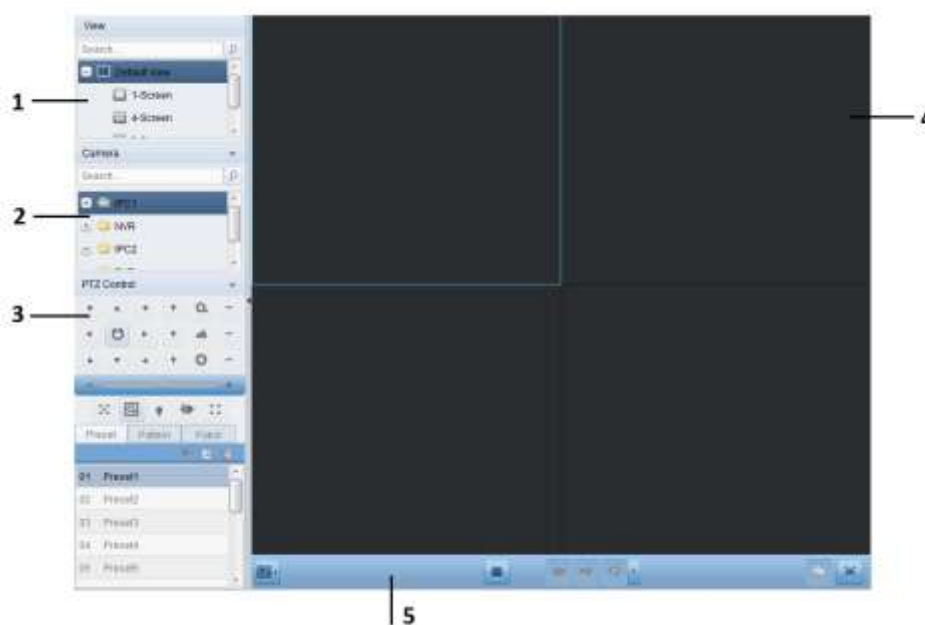 View
Search...
Default view
1
1-Screen
4-Screen
4
Camera
Search...
2
IPC1
NVR
IPC2
PTZ Control
3
Preset Pattern Patrol
01 Preset1
02 Preset2
03 Preset3
04 Preset4
05 Preset5
5